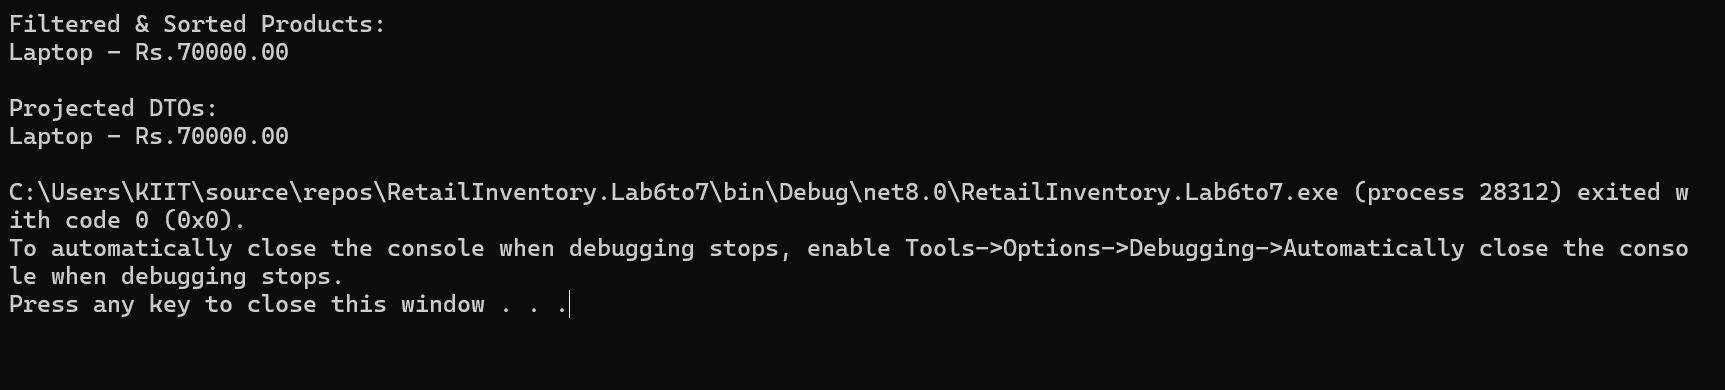 Filtered & Sorted Products:
Laptop - Rs.70000.00
Projected DTOs:
Laptop - Rs.70000.00
C:\Users\KIIT\source\repos\RetailInventory.Lab6to7\bin\Debug\net8.0\RetailInventory.Lab6to7.exe (process 28312) exited w
ith code 0 (0x0).
To automatically close the console when debugging stops, enable Tools->Options->Debugging->Automatically close the conso
le when debugging stops.
Press any key to close this window . . .